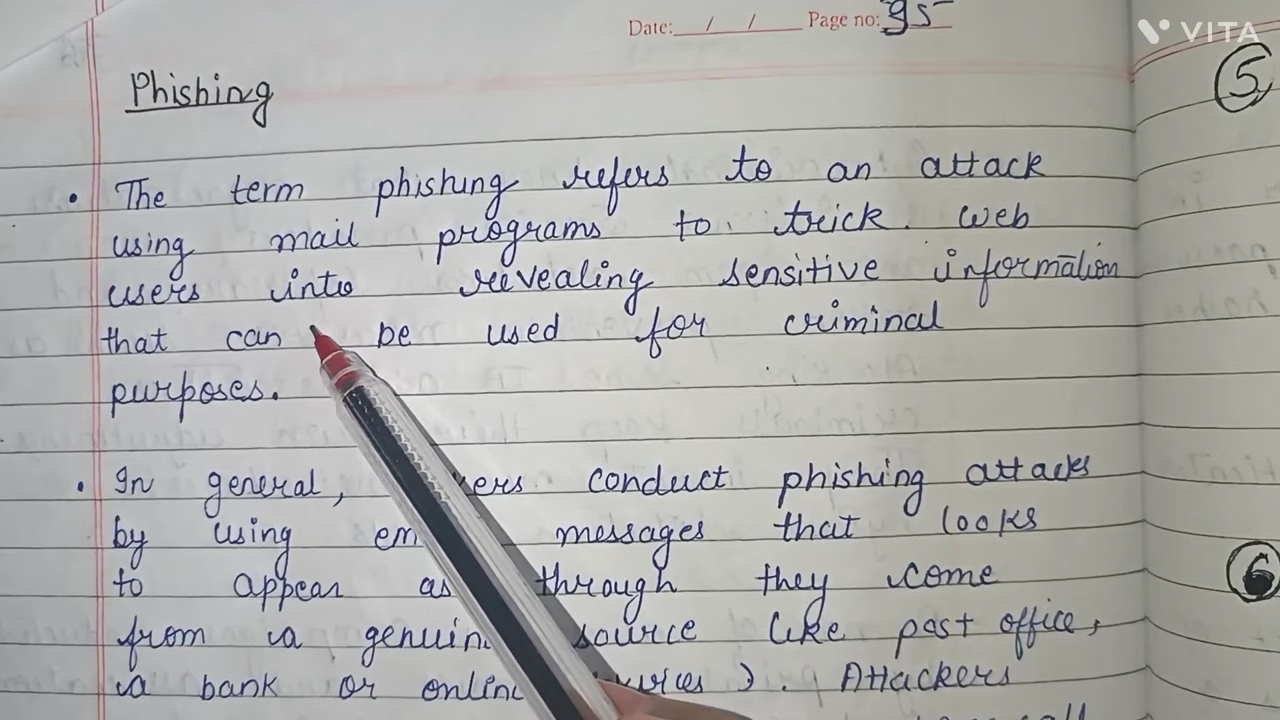 Date: / / Page no: 95
VITA
5
Phishing
• The term phishing refers to an attack
using mail programs to trick web
users into revealing sensitive information
that can be used for criminal
purposes.
• In general, conduct phishing attacks
by using messages that looks
to appear as through they come
from a source like post office,
a bank or ). Attackers
6